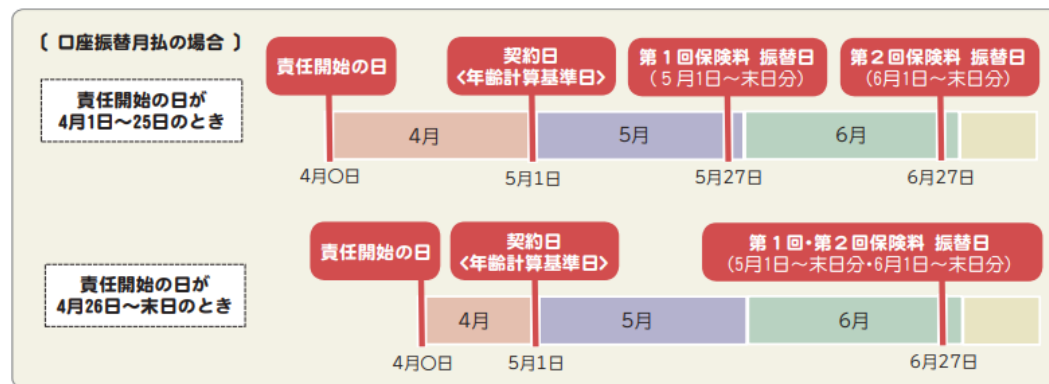 〔 口座振替月払の場合 〕
責任開始の日
契約日
<年齢計算基準日>
第1回保険料 振替日
(5月1日～末日分)
第2回保険料 振替日
(6月1日～末日分)
責任開始の日が
4月1日～25日のとき
4月
5月
6月
4月〇日
5月1日
5月27日
6月27日
責任開始の日
契約日
<年齢計算基準日>
第1回・第2回保険料 振替日
(5月1日～末日分・6月1日～末日分)
責任開始の日が
4月26日～末日のとき
4月
5月
6月
4月〇日
5月1日
6月27日